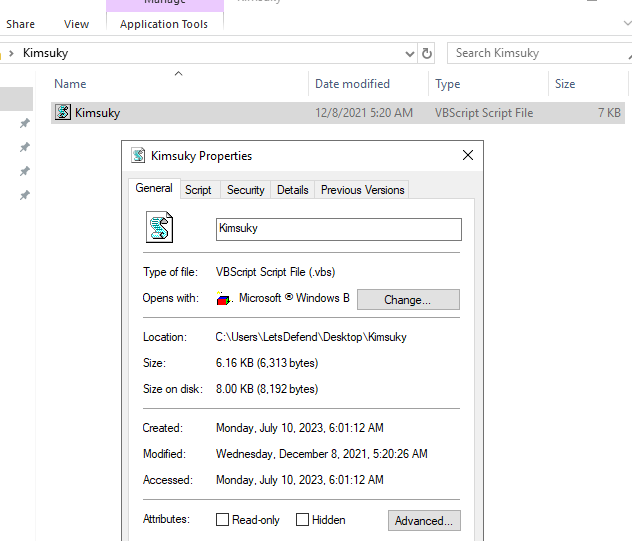 Manage
Kimsuky
Share View Application Tools
Kimsuky
Search Kimsuky
Name Date modified Type Size
Kimsuky 12/8/2021 5:20 AM VBScript Script File 7 KB
Kimsuky Properties
General Script Security Details Previous Versions
Kimsuky
Type of file: VBScript Script File (.vbs)
Opens with: Microsoft ® Windows B Change...
Location: C:\Users\LetsDefend\Desktop\Kimsuky
Size: 6.16 KB (6,313 bytes)
Size on disk: 8.00 KB (8,192 bytes)
Created: Monday, July 10, 2023, 6:01:12 AM
Modified: Wednesday, December 8, 2021, 5:20:26 AM
Accessed: Monday, July 10, 2023, 6:01:12 AM
Attributes: Read-only Hidden Advanced...